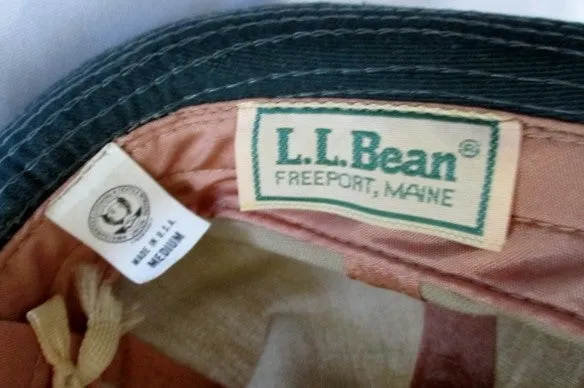 L.L.Bean®
FREEPORT, MAINE
MADE IN U.S.A.
MEDIUM